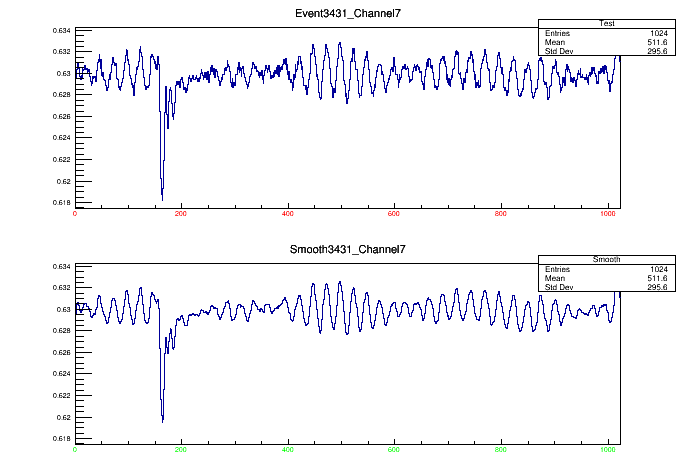 Event3431_Channel7
Test
Entries 1024
Mean 511.6
Std Dev 295.6
0.634
0.632
0.63
0.628
0.626
0.624
0.622
0.62
0.618
0 200 400 600 800 1000
Smooth3431_Channel7
Smooth
Entries 1024
Mean 511.6
Std Dev 295.6
0.634
0.632
0.63
0.628
0.626
0.624
0.622
0.62
0.618
0 200 400 600 800 1000